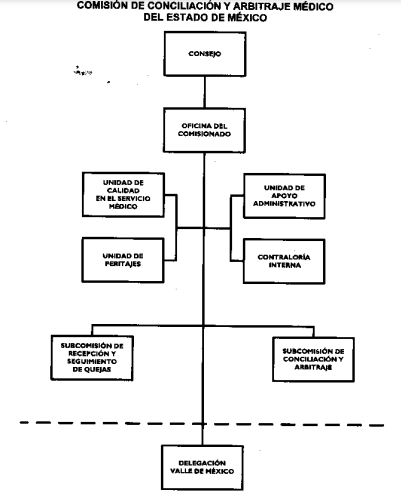 COMISIÓN DE CONCILIACIÓN Y ARBITRAJE MÉDICO
DEL ESTADO DE MÉXICO
CONSEJO
OFICINA DEL
COMISIONADO
UNIDAD DE
CALIDAD
EN EL SERVICIO
MÉDICO
UNIDAD DE
APOYO
ADMINISTRATIVO
UNIDAD DE
PERITAJES
CONTRALORÍA
INTERNA
SUBCOMISIÓN DE
RECEPCIÓN Y
SEGUIMIENTO
DE QUEJAS
SUBCOMISIÓN DE
CONCILIACIÓN Y
ARBITRAJE
DELEGACIÓN
VALLE DE MÉXICO